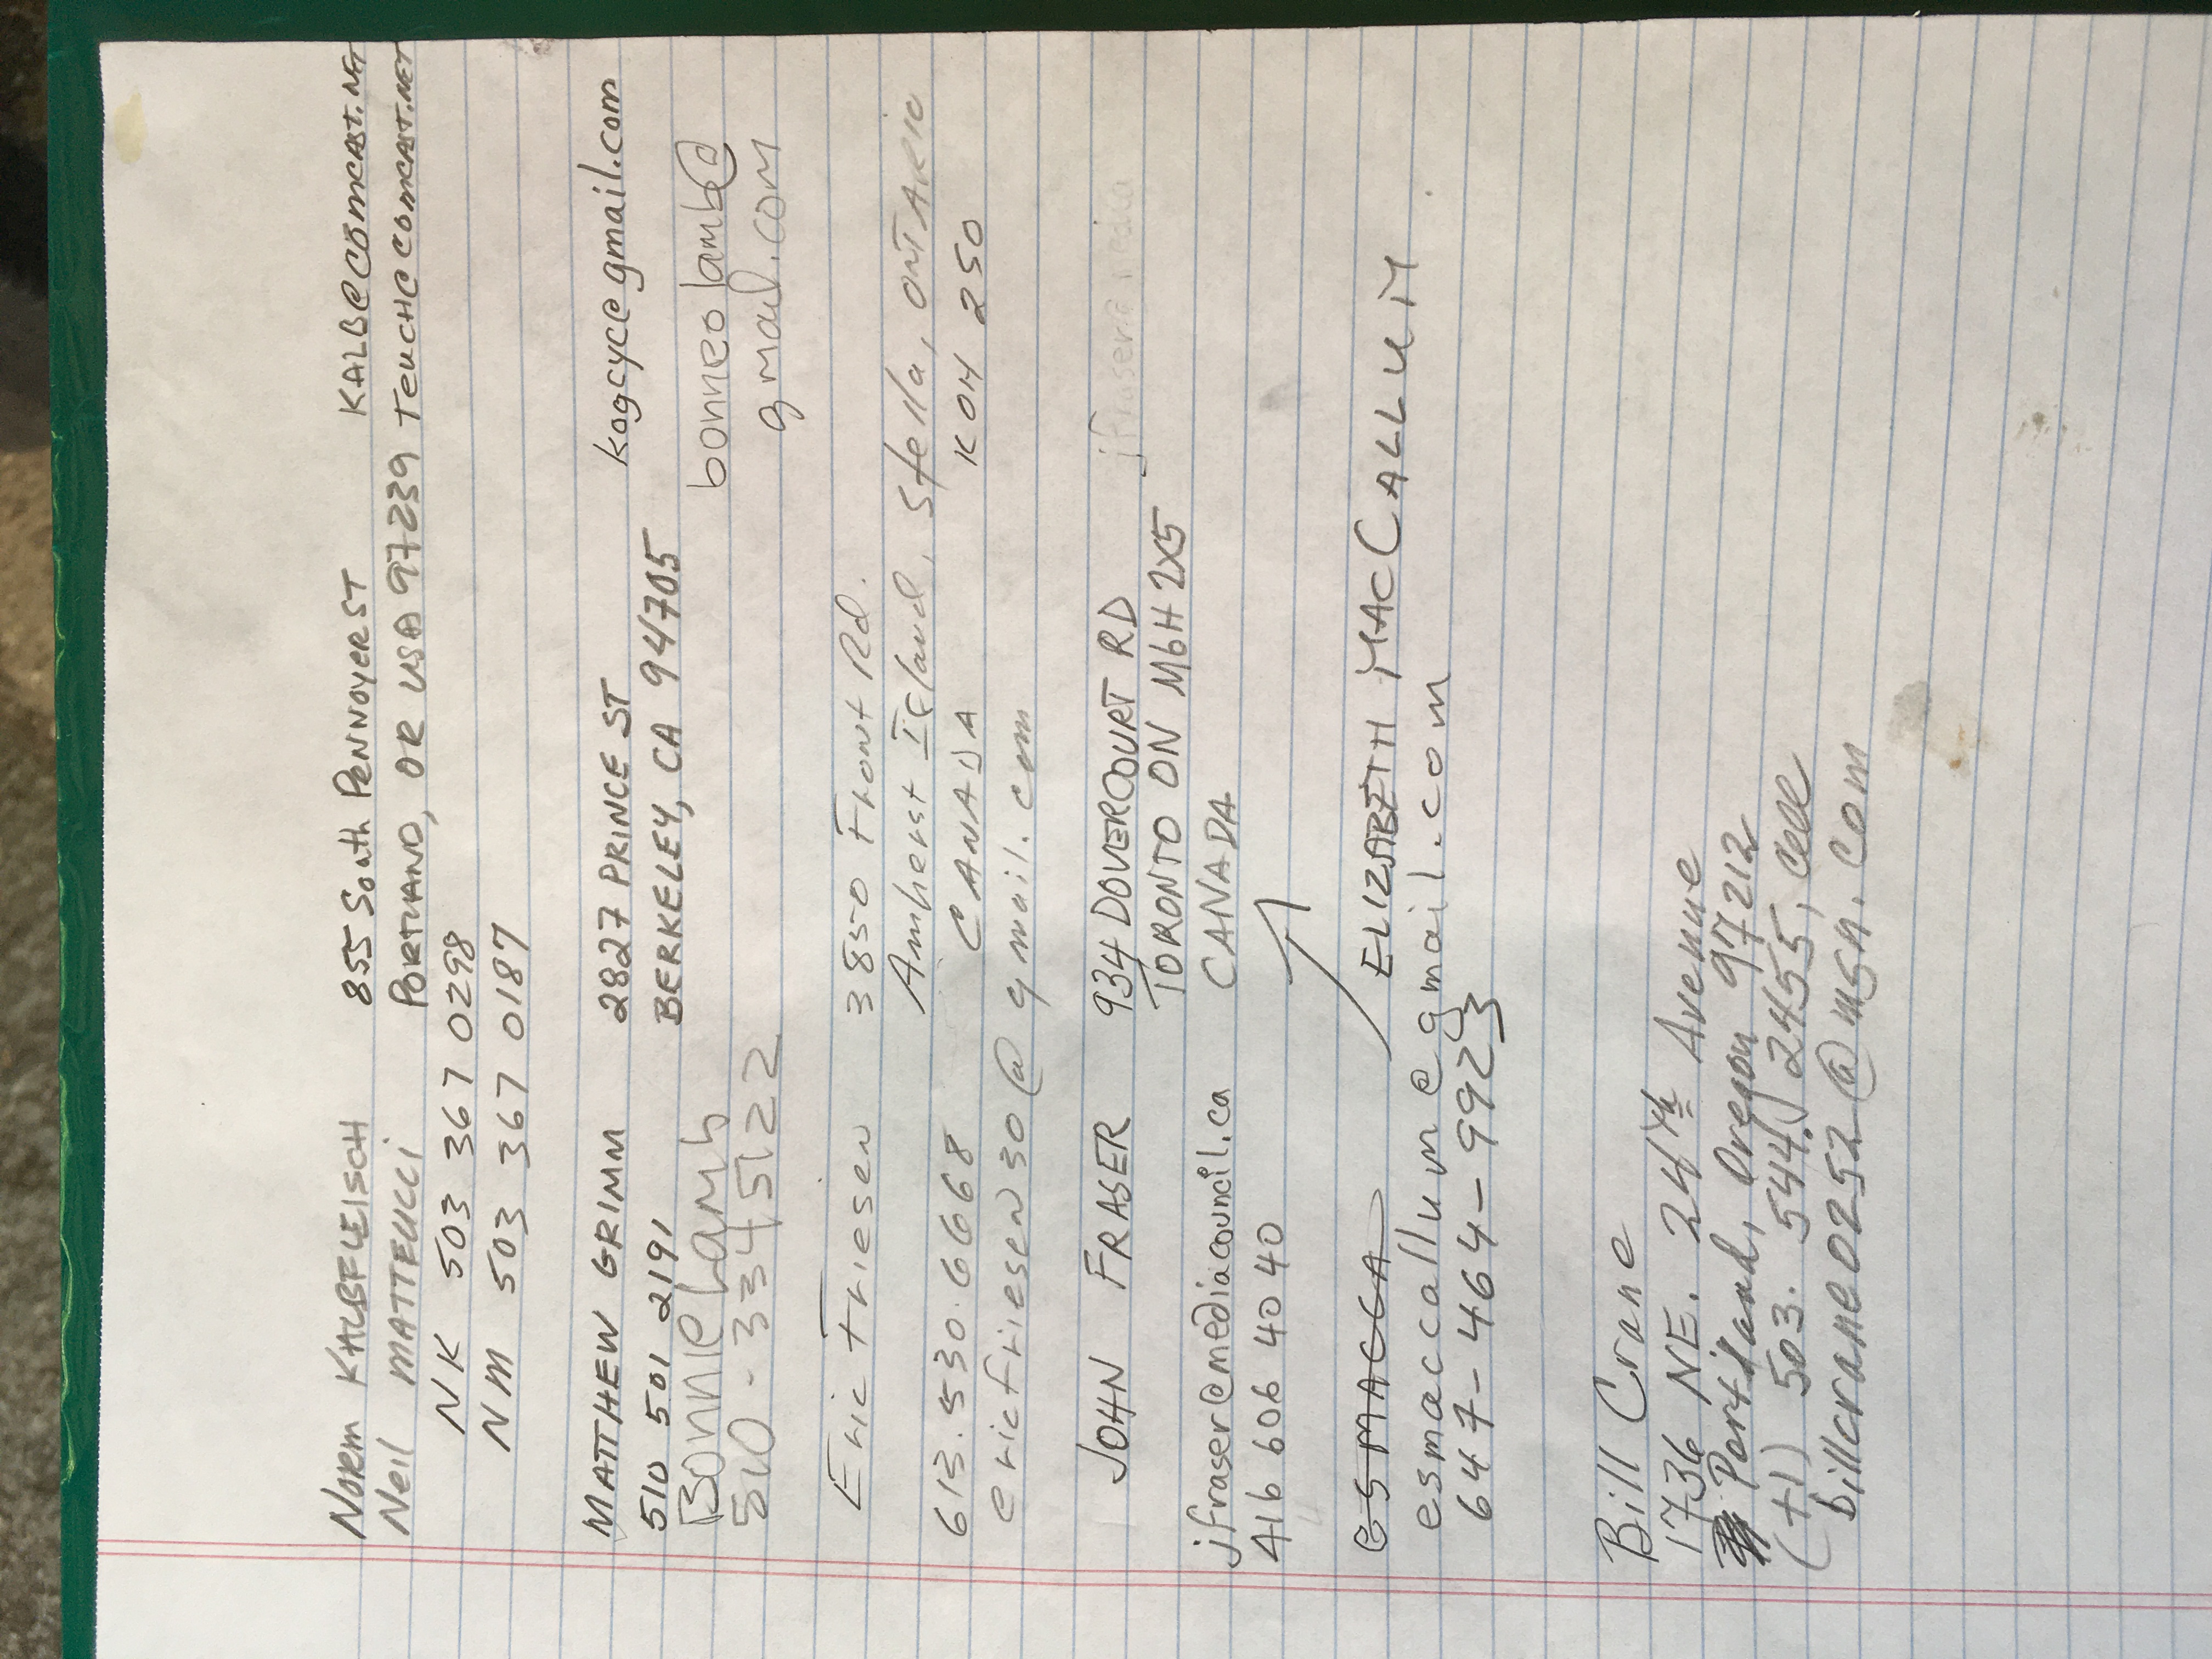 Norm KALBFLEISCH 855 South PENNOYER ST KALB@COMCAST.NET
Neil MATTEUCCI PORTLAND, OR USA 97239 TEUCH@COMCAST.NET
NK 503 367 0298
NM 503 367 0187
MATTHEW GRIMM 2827 PRINCE ST kogcyc@gmail.com
510 501 2191 BERKELEY, CA 94705
Bonnie Lamb bonneolamb@
510-3345122 gmail.com
Eric Friesen 3850 Front Rd.
Amherst Island, Stella, ONTARIO
613.530.6668 CANADA K0H 2S0
ericfriesen30@gmail.com
JOHN FRASER 934 DOVERCOURT RD jfraser@media
TORONTO ON M6H 2X5
jfraser@mediacouncil.ca CANADA
416 606 4040
esmacca ELIZABETH MACCALLUM
esmaccallum@gmail.com
647-464-9923
Bill Crane
1736 NE. 24th Avenue
Portland, Oregon 97212
(+1) 503. 544. 2455, cell
billcrane0252@msn.com